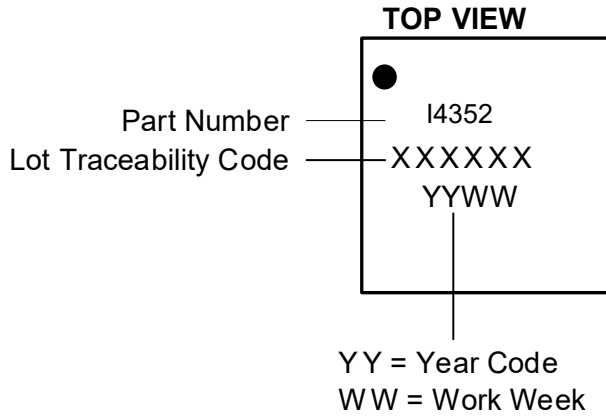 TOP VIEW
Part Number
I4352
Lot Traceability Code
XXXXXX
YYWW
YY = Year Code
WW = Work Week